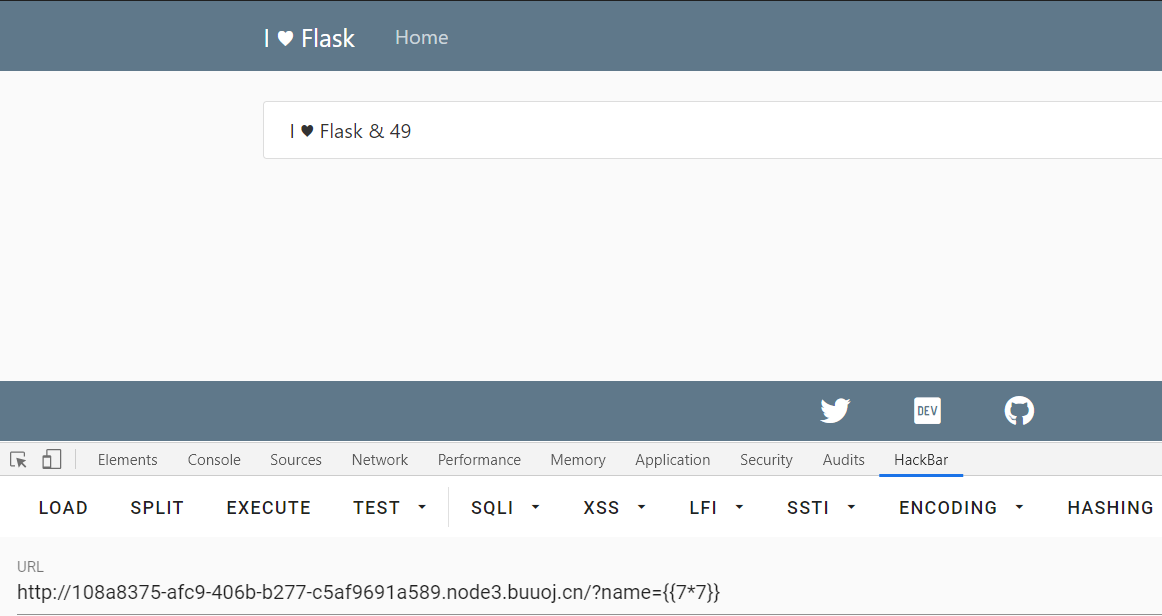 I ♥ Flask Home
I ♥ Flask & 49
DEV
Elements Console Sources Network Performance Memory Application Security Audits HackBar
LOAD SPLIT EXECUTE TEST SQLI XSS LFI SSTI ENCODING HASHING
URL
http://108a8375-afc9-406b-b277-c5af9691a589.node3.buuoj.cn/?name={{7*7}}